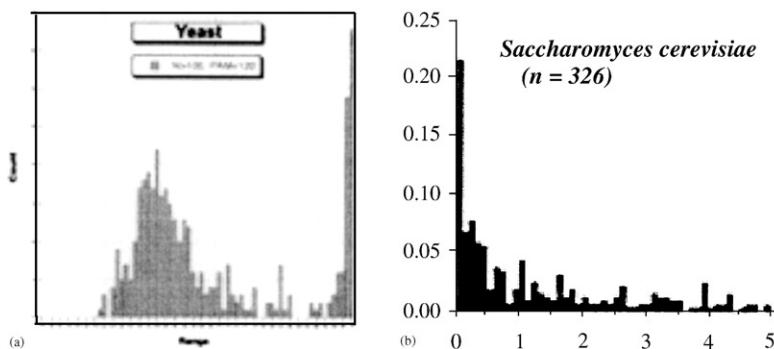 Yeast
Count
Range
(a)
Saccharomyces cerevisiae
(n = 326)
0.25
0.20
0.15
0.10
0.05
0.00
0
1
2
3
4
5
(b)